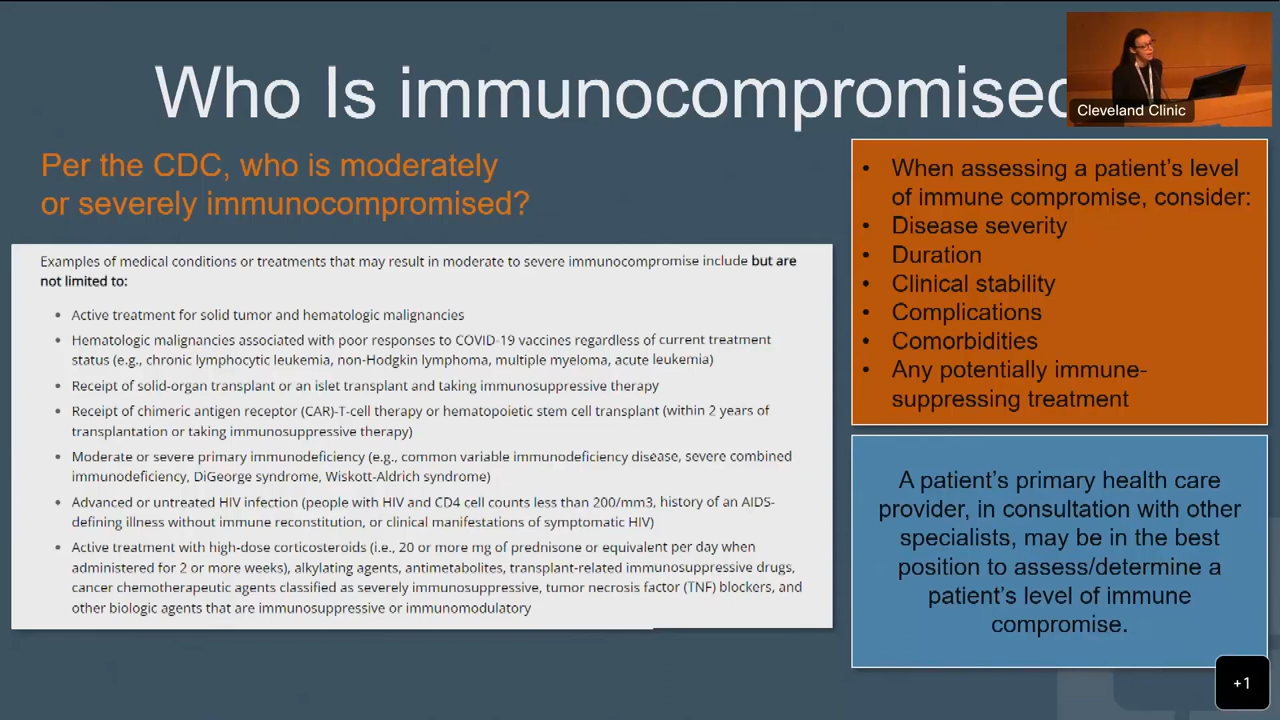 Who Is immunocompromised
Cleveland Clinic
Per the CDC, who is moderately
or severely immunocompromised?
Examples of medical conditions or treatments that may result in moderate to severe immunocompromise include but are
not limited to:
• Active treatment for solid tumor and hematologic malignancies
• Hematologic malignancies associated with poor responses to COVID-19 vaccines regardless of current treatment
status (e.g., chronic lymphocytic leukemia, non-Hodgkin lymphoma, multiple myeloma, acute leukemia)
• Receipt of solid-organ transplant or an islet transplant and taking immunosuppressive therapy
• Receipt of chimeric antigen receptor (CAR)-T-cell therapy or hematopoietic stem cell transplant (within 2 years of
transplantation or taking immunosuppressive therapy)
• Moderate or severe primary immunodeficiency (e.g., common variable immunodeficiency disease, severe combined
immunodeficiency, DiGeorge syndrome, Wiskott-Aldrich syndrome)
• Advanced or untreated HIV infection (people with HIV and CD4 cell counts less than 200/mm3, history of an AIDS-
defining illness without immune reconstitution, or clinical manifestations of symptomatic HIV)
• Active treatment with high-dose corticosteroids (i.e., 20 or more mg of prednisone or equivalent per day when
administered for 2 or more weeks), alkylating agents, antimetabolites, transplant-related immunosuppressive drugs,
cancer chemotherapeutic agents classified as severely immunosuppressive, tumor necrosis factor (TNF) blockers, and
other biologic agents that are immunosuppressive or immunomodulatory
• When assessing a patient's level
of immune compromise, consider:
• Disease severity
• Duration
• Clinical stability
• Complications
• Comorbidities
• Any potentially immune-
suppressing treatment
A patient's primary health care
provider, in consultation with other
specialists, may be in the best
position to assess/determine a
patient's level of immune
compromise.
+1